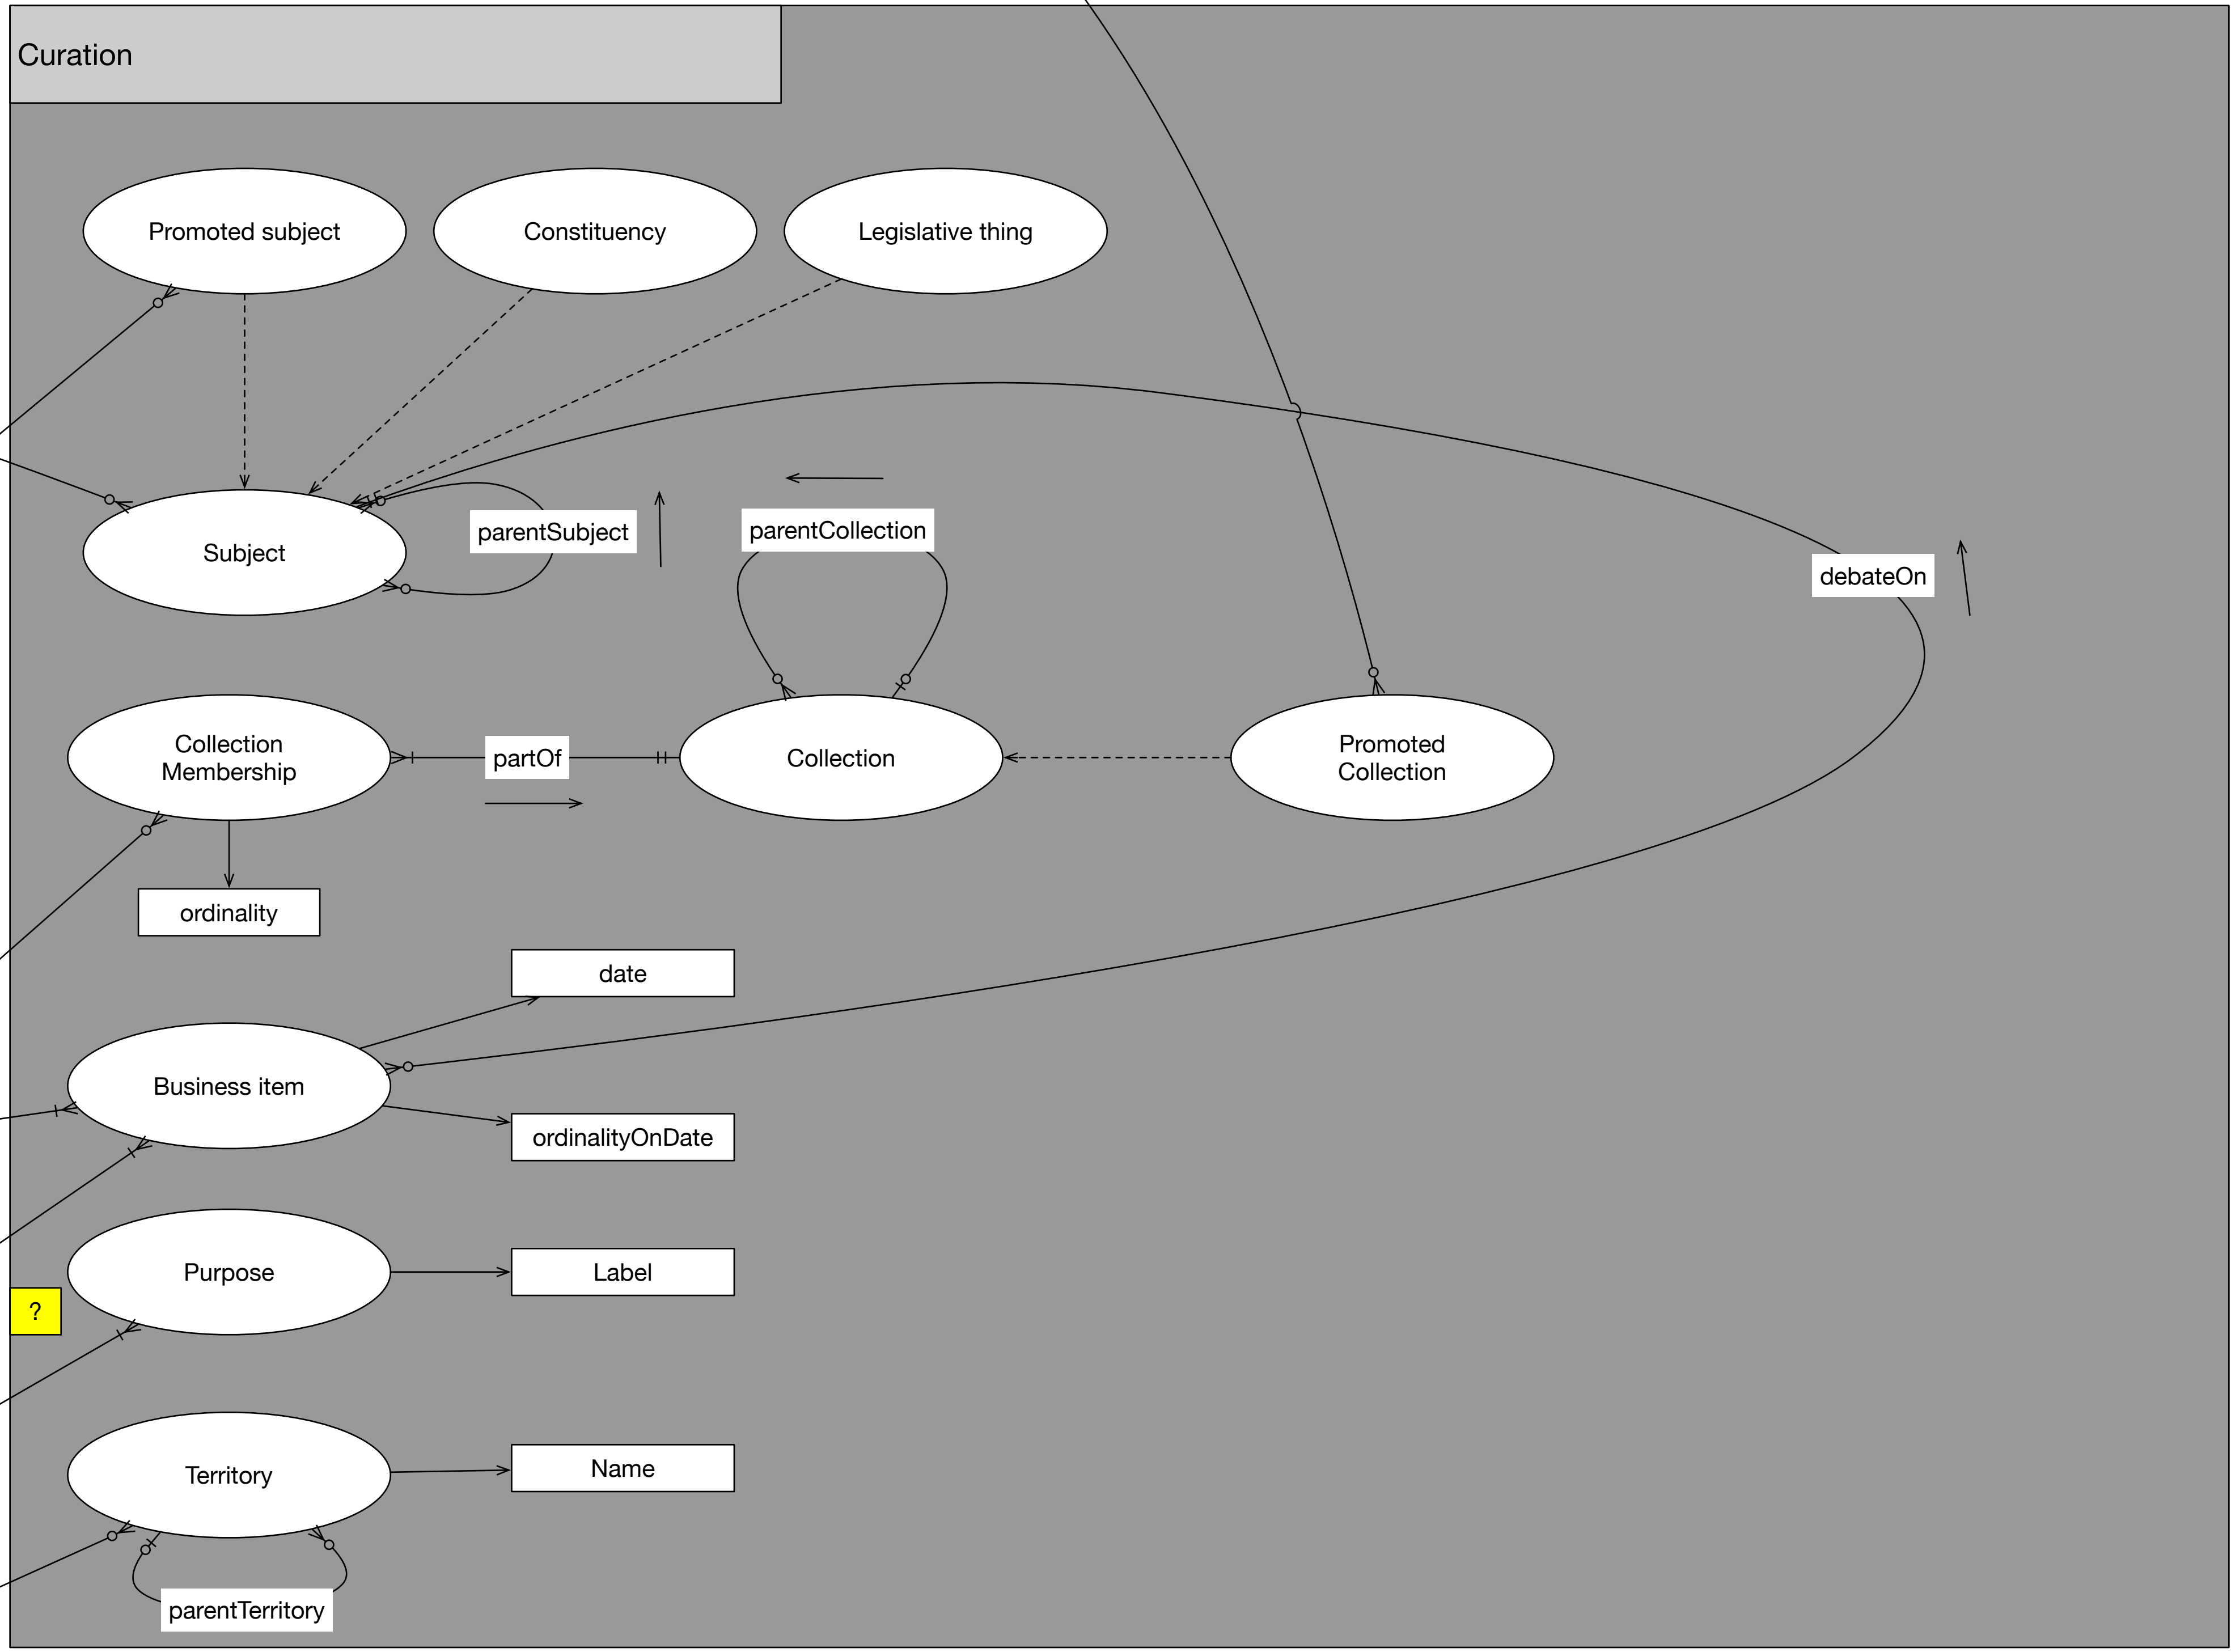 Curation
Promoted subject
Constituency
Legislative thing
parentSubject
parentCollection
Subject
debateOn
Collection
Membership
partOf
Collection
Promoted
Collection
ordinality
date
Business item
ordinalityOnDate
Purpose
Label
?
Territory
Name
parentTerritory